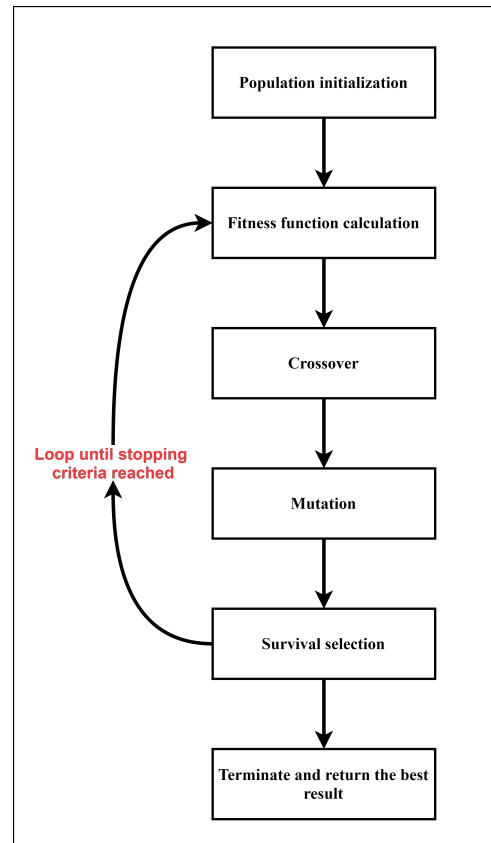 Population initialization
Fitness function calculation
Crossover
Loop until stopping
criteria reached
Mutation
Survival selection
Terminate and return the best
result